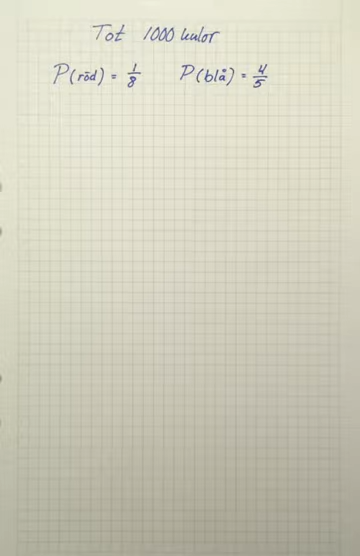 Tot 1000 kulor
P(röd) = 1/8 P(blå) = 4/5